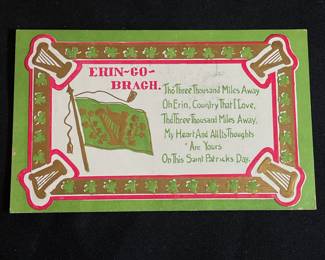 ERIN-GO-
BRAGH.
Tho Three Thousand Miles Away
Oh Erin, Country That I Love,
Tho Three Thousand Miles Away,
My Heart And All Its Thoughts
Are Yours
On This Saint Patricks Day.